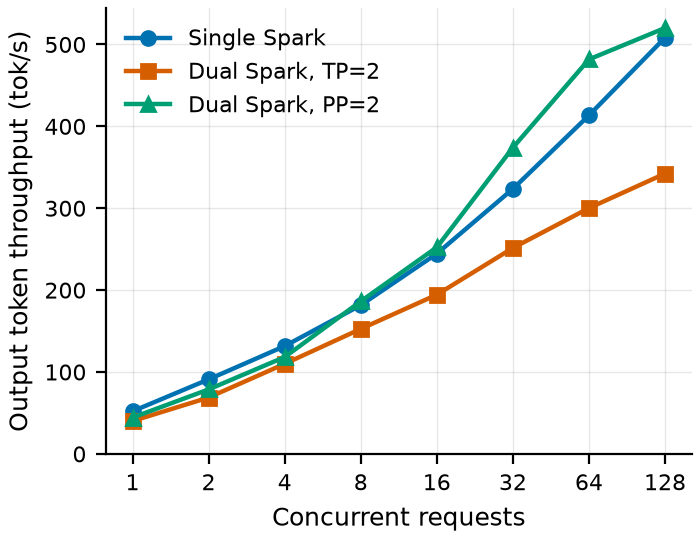 Output token throughput (tok/s)
500
400
300
200
100
0
Single Spark
Dual Spark, TP=2
Dual Spark, PP=2
1 2 4 8 16 32 64 128
Concurrent requests